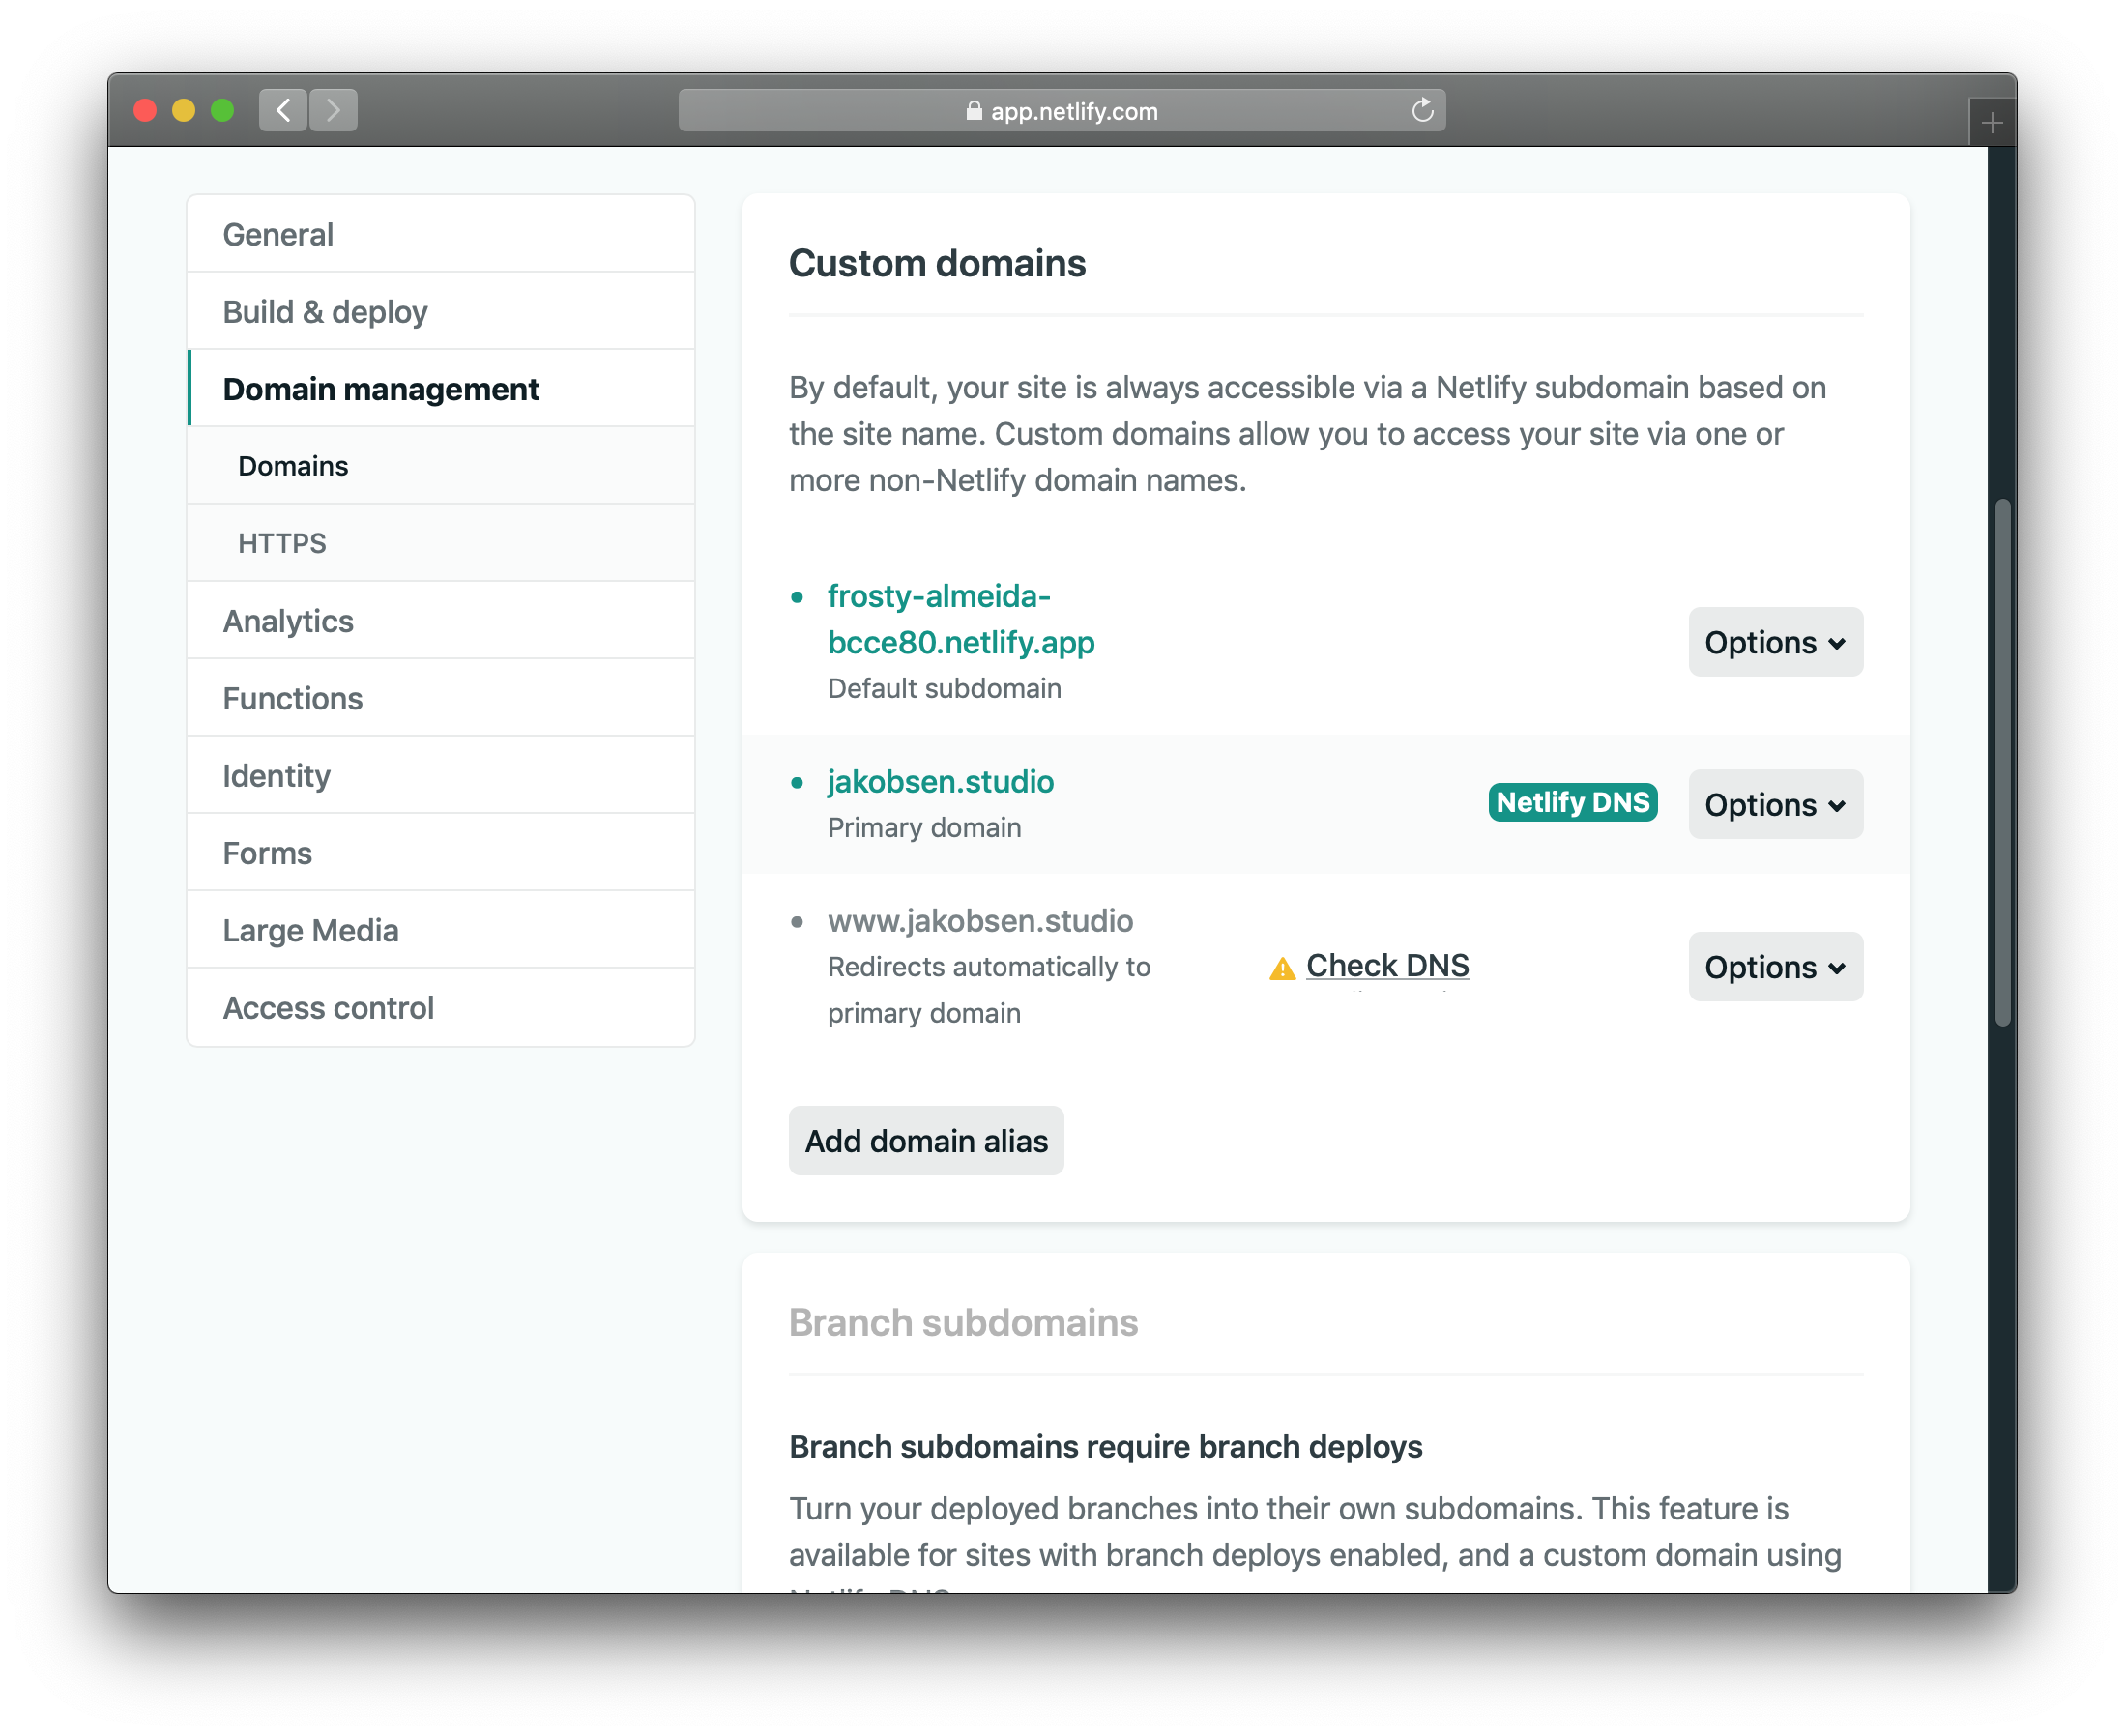 app.netlify.com
General
Build & deploy
Domain management
Domains
HTTPS
Analytics
Functions
Identity
Forms
Large Media
Access control
Custom domains
By default, your site is always accessible via a Netlify subdomain based on
the site name. Custom domains allow you to access your site via one or
more non-Netlify domain names.
frosty-almeida-
bcce80.netlify.app
Default subdomain
Options
jakobsen.studio
Primary domain
Netlify DNS
Options
www.jakobsen.studio
Redirects automatically to
primary domain
Check DNS
Options
Add domain alias
Branch subdomains
Branch subdomains require branch deploys
Turn your deployed branches into their own subdomains. This feature is
available for sites with branch deploys enabled, and a custom domain using